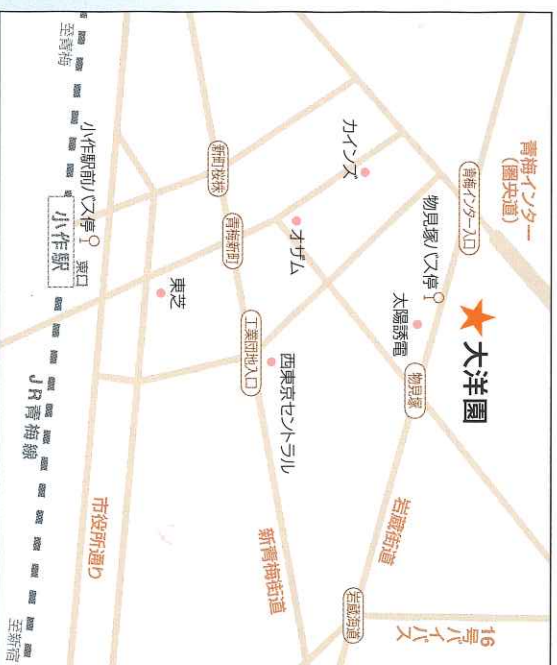 青梅インター
(圏央道)
青梅インター入口
物見塚バス停
大洋園
太陽誘電
物見塚
岩蔵街道
16号バイパス
岩蔵海道
カインズ
オザム
新町桜株
青梅新町
工業団地入口
西東京セントラル
新青梅街道
東芝
市役所通り
小作駅前バス停
東口
小作駅
至青梅
JR青梅線
至新宿